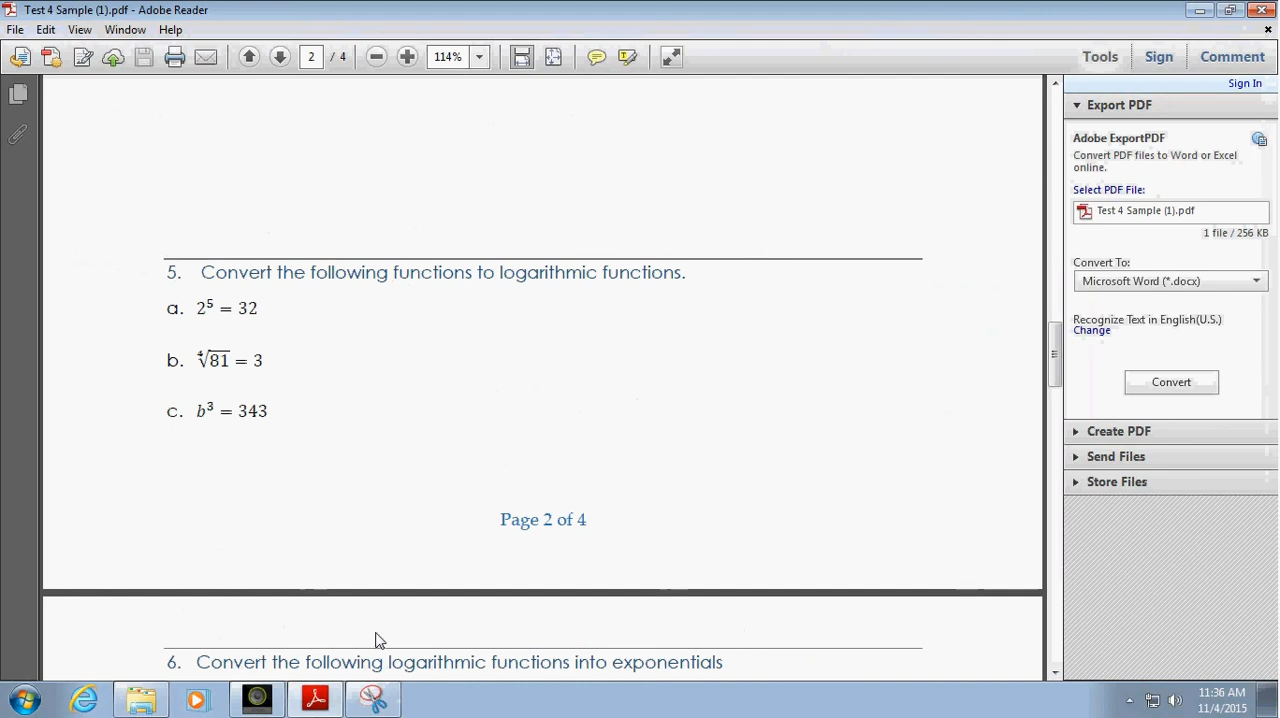 Test 4 Sample (1).pdf - Adobe Reader
File Edit View Window Help
2 / 4 114% Tools Sign Comment
Sign In
Export PDF
Adobe ExportPDF
Convert PDF files to Word or Excel
online.
Select PDF File:
Test 4 Sample (1).pdf
1 file / 256 KB
Convert To:
Microsoft Word (*.docx)
Recognize Text in English(U.S.)
Change
Convert
Create PDF
Send Files
Store Files
5. Convert the following functions to logarithmic functions.
a. 2⁵ = 32
b. ∜81 = 3
c. b³ = 343
Page 2 of 4
6. Convert the following logarithmic functions into exponentials
11:36 AM
11/4/2015